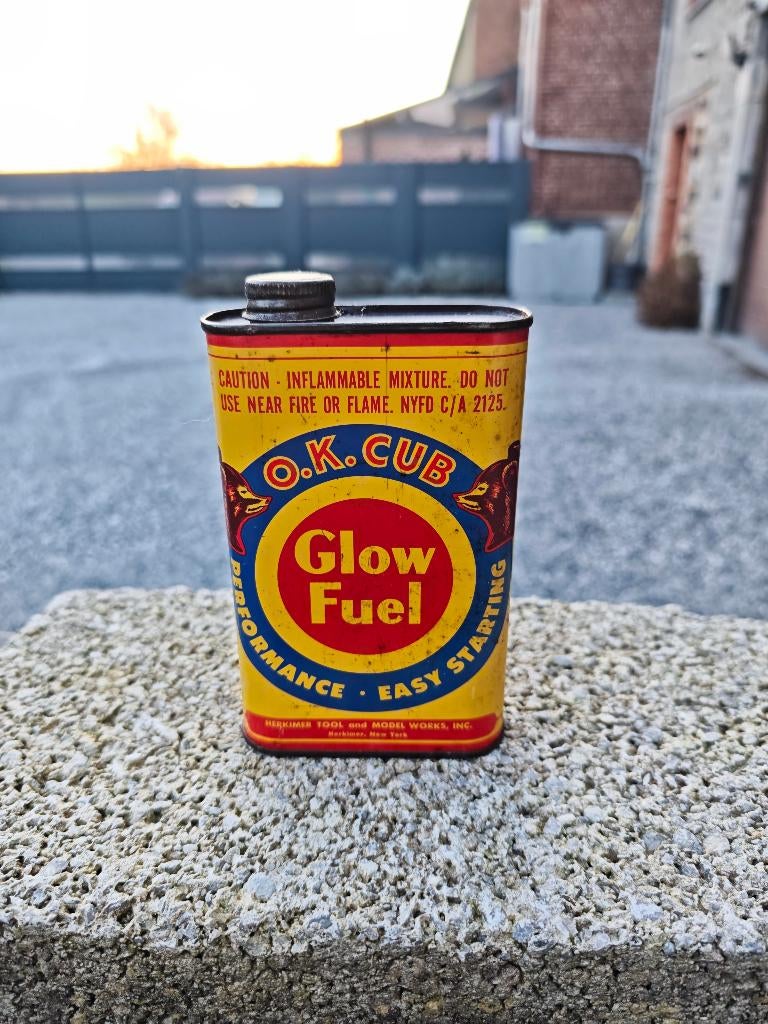 CAUTION - INFLAMMABLE MIXTURE. DO NOT
USE NEAR FIRE OR FLAME. NYFD C/A 2125.
O.K. CUB
Glow
Fuel
PERFORMANCE · EASY STARTING
HERKIMER TOOL and MODEL WORKS, INC.
Herkimer, New York